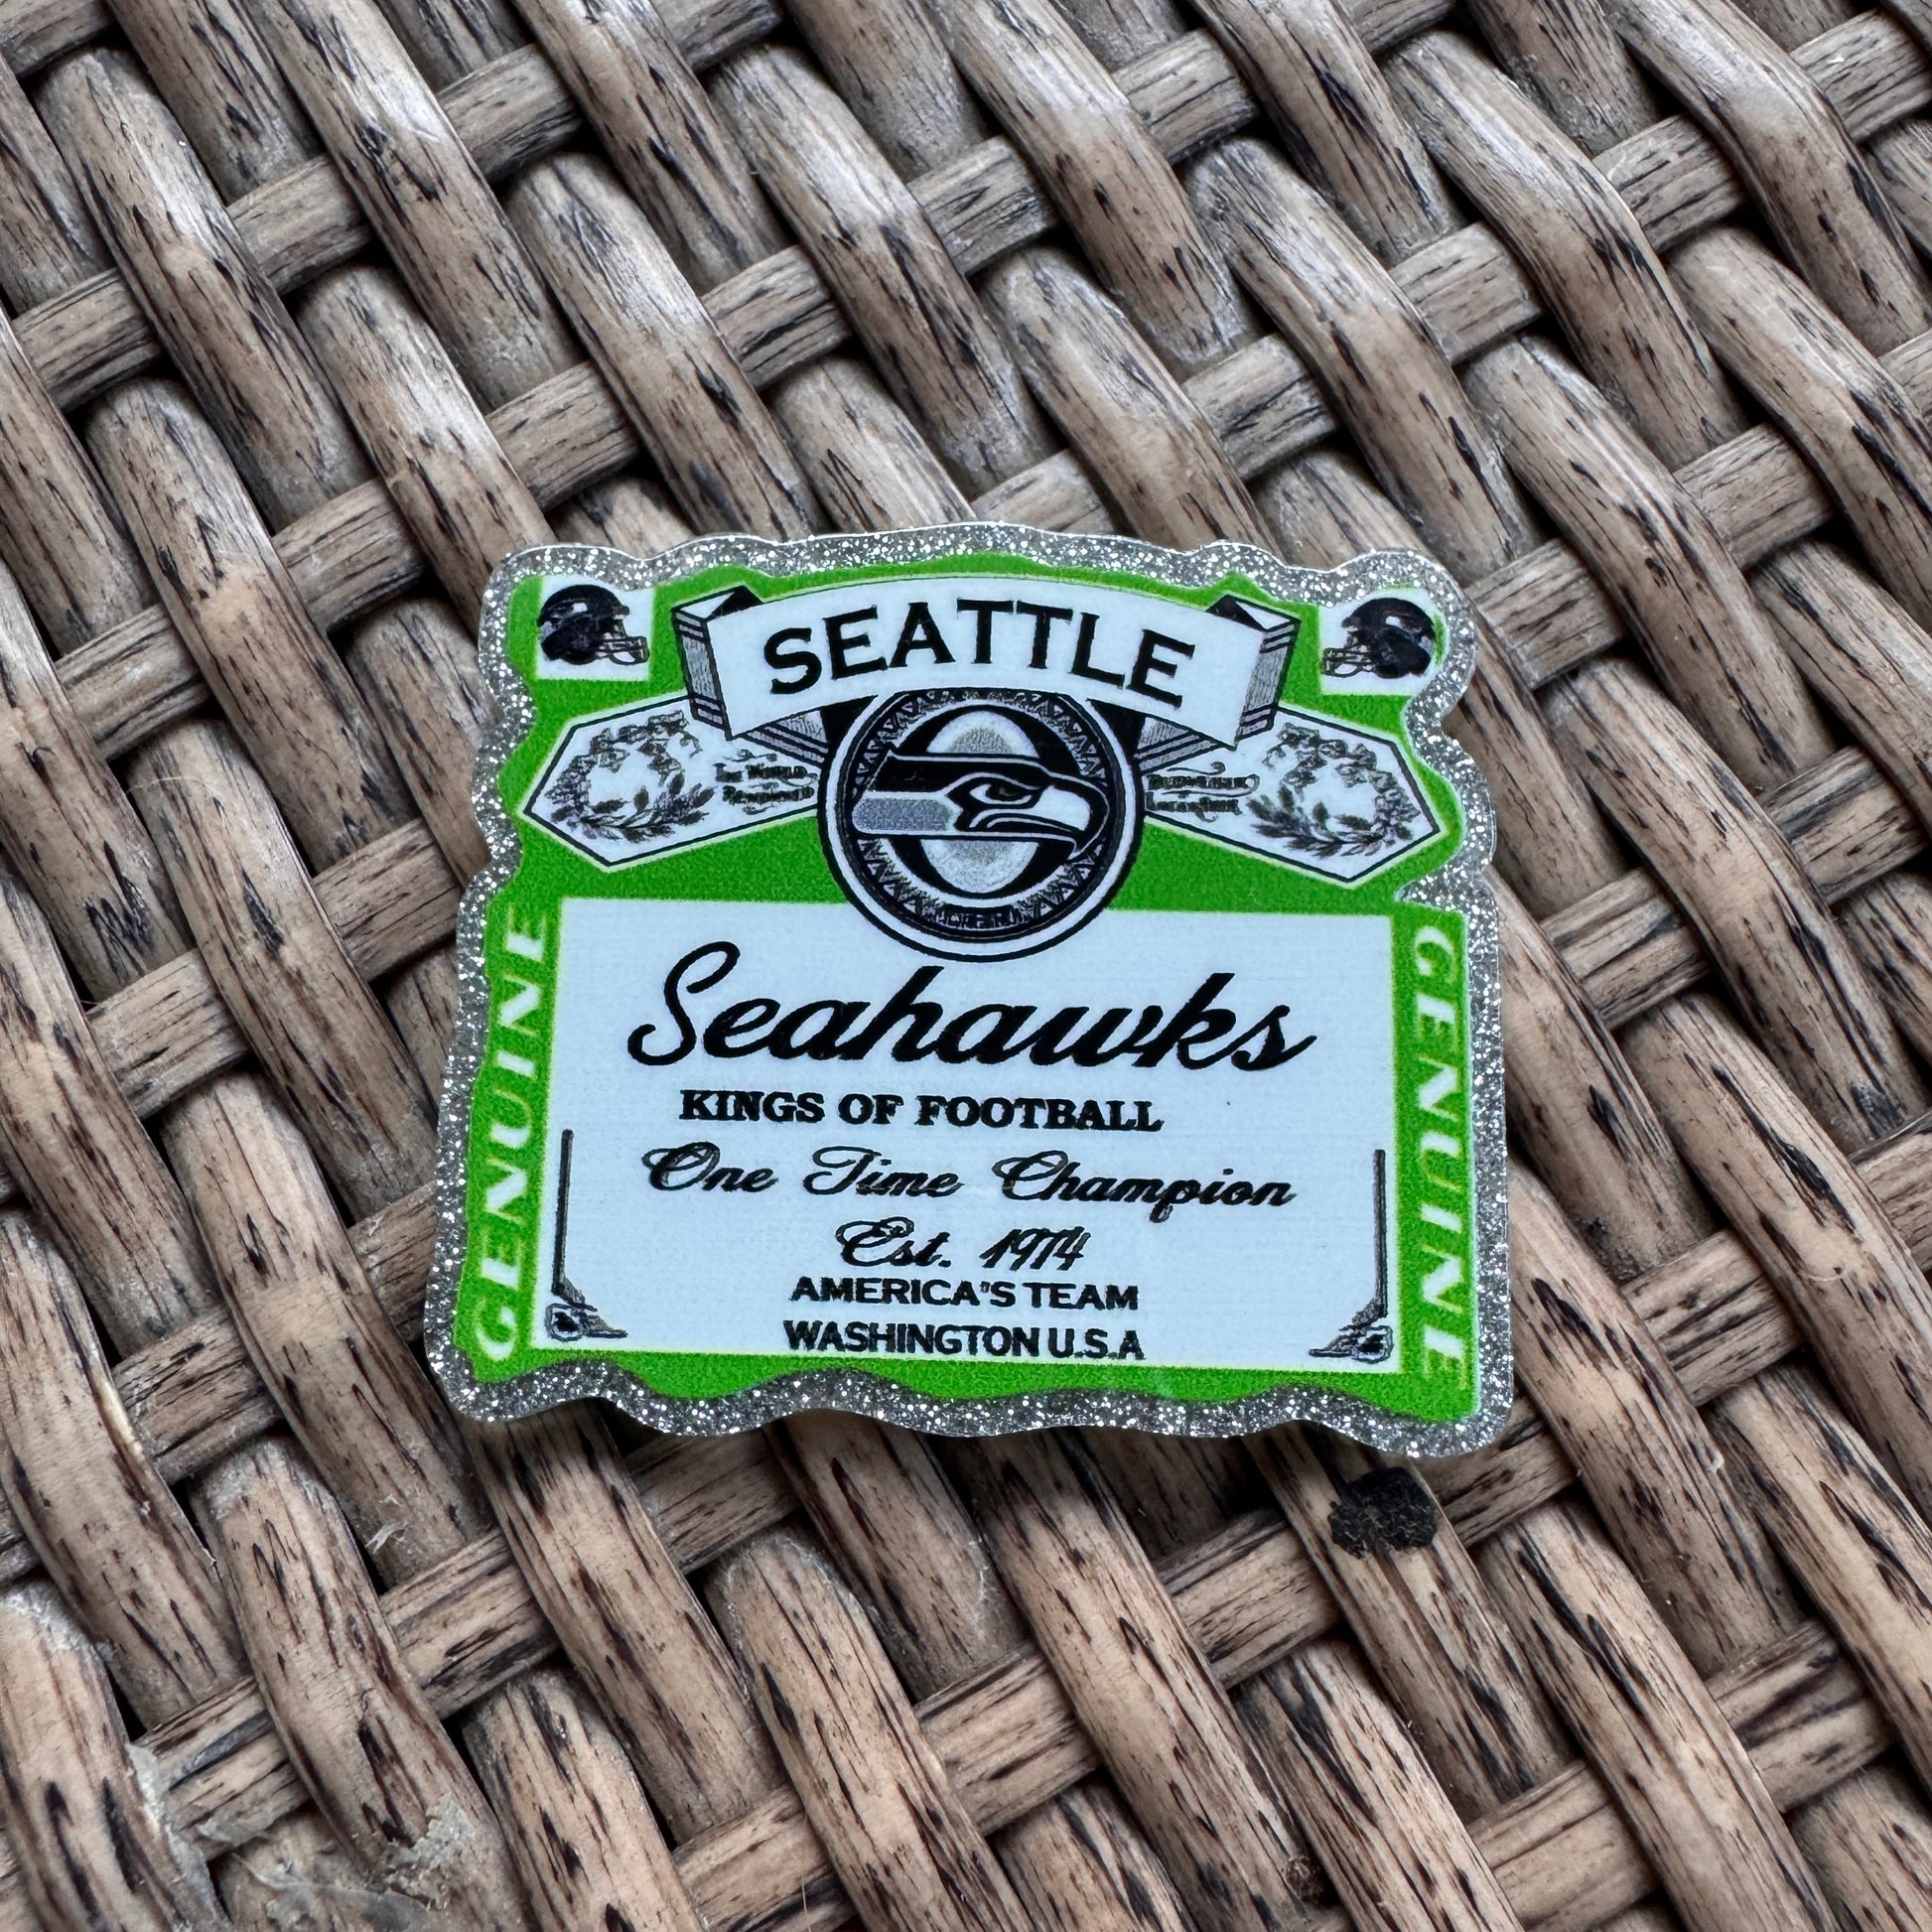 SEATTLE
GENUINE
GENUINE
Seahawks
KINGS OF FOOTBALL
One Time Champion
Est. 1974
AMERICA'S TEAM
WASHINGTON U.S.A